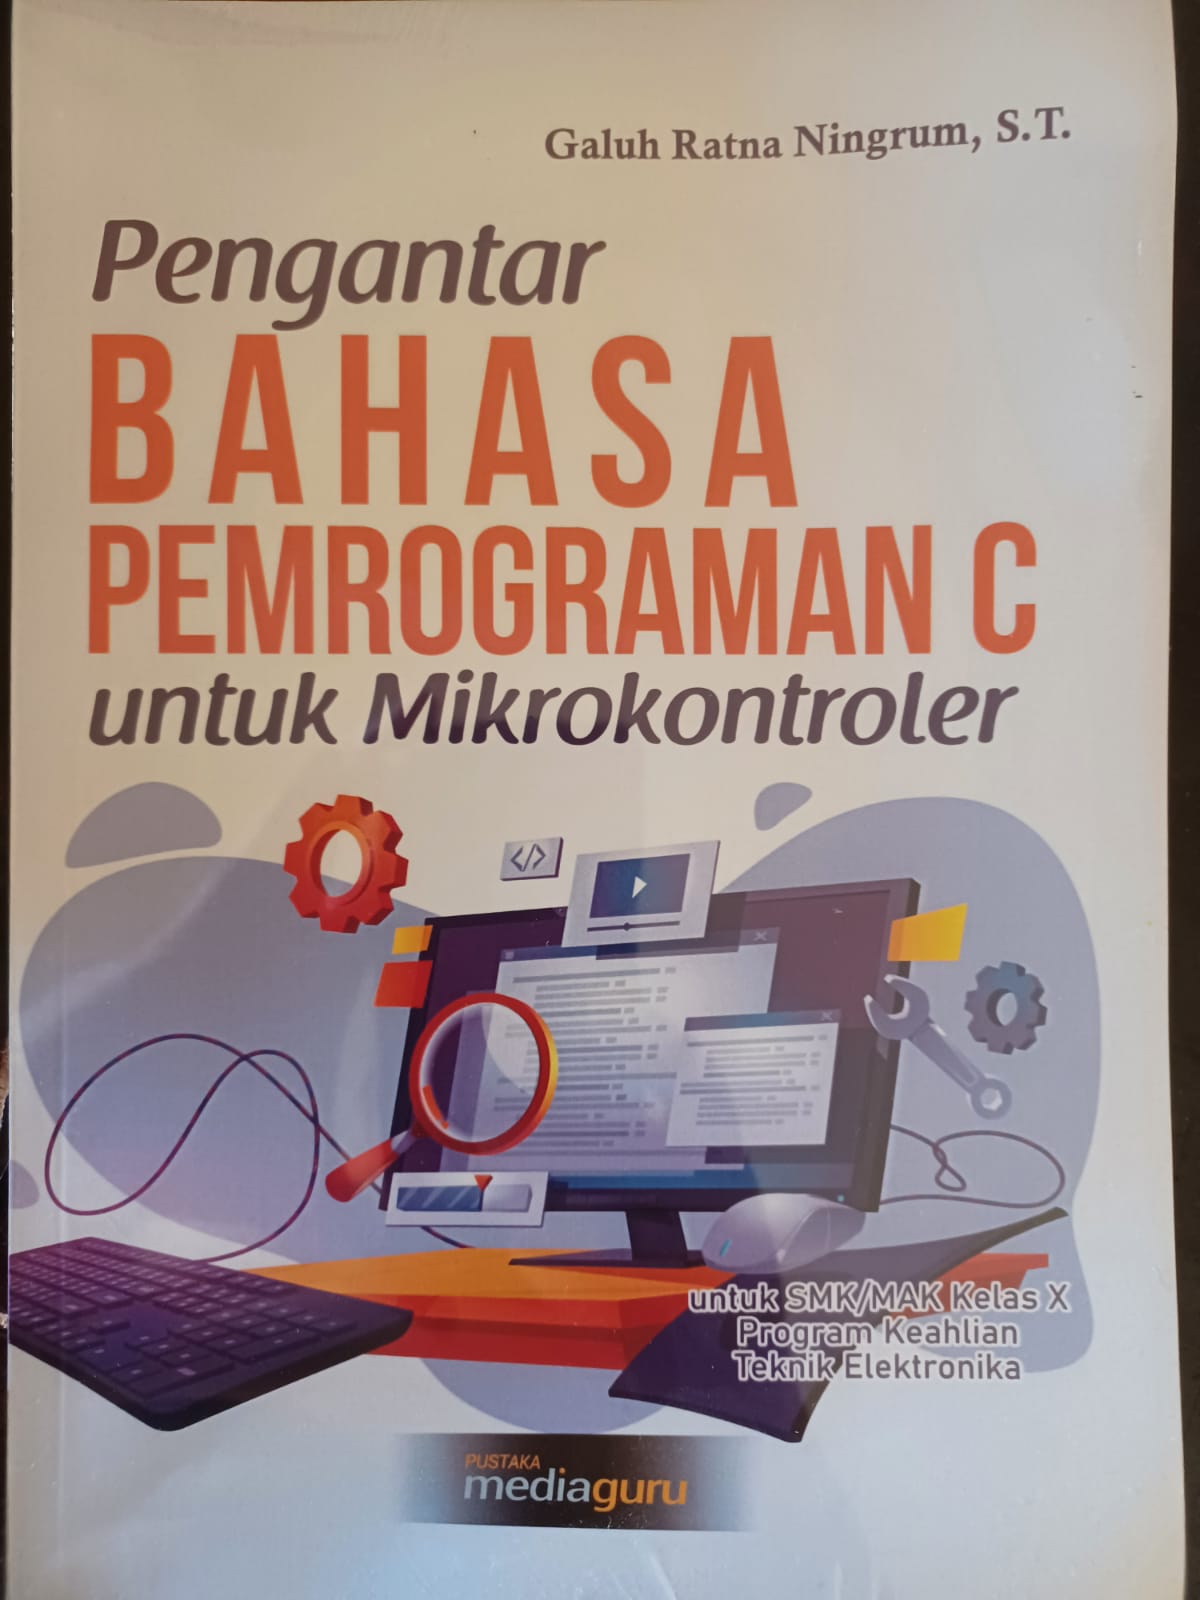 Galuh Ratna Ningrum, S.T.
Pengantar
BAHASA
PEMROGRAMAN C
untuk Mikrokontroler
</>
untuk SMK/MAK Kelas X
Program Keahlian
Teknik Elektronika
PUSTAKA
mediaguru